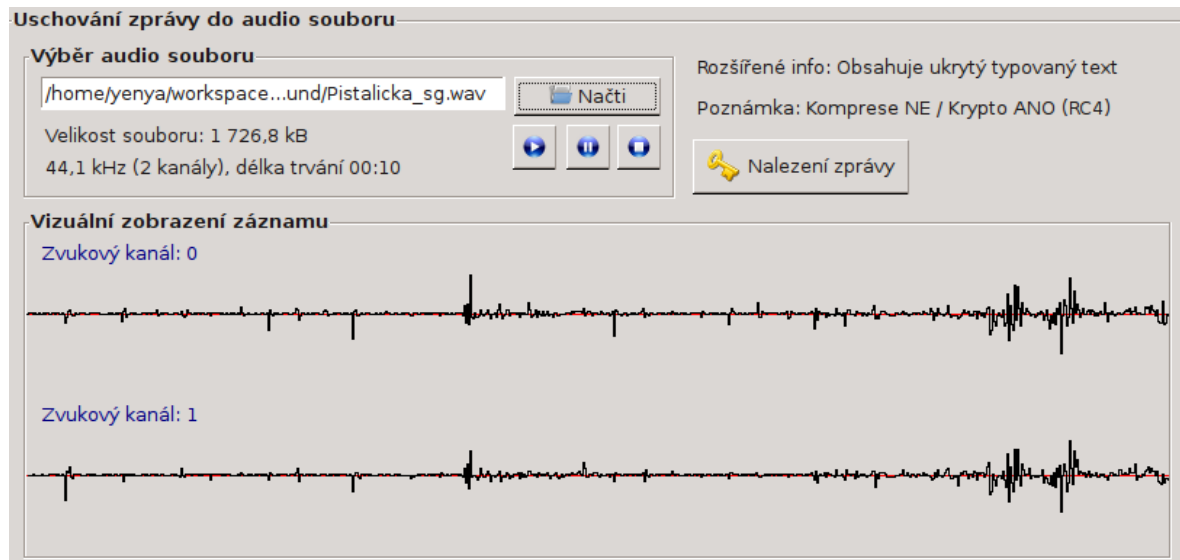 Uschování zprávy do audio souboru
Výběr audio souboru
/home/yenya/workspace...und/Pistalicka_sg.wav
Načti
Velikost souboru: 1 726,8 kB
44,1 kHz (2 kanály), délka trvání 00:10
Rozšířené info: Obsahuje ukrytý typovaný text
Poznámka: Komprese NE / Krypto ANO (RC4)
Nalezení zprávy
Vizuální zobrazení záznamu
Zvukový kanál: 0
Zvukový kanál: 1